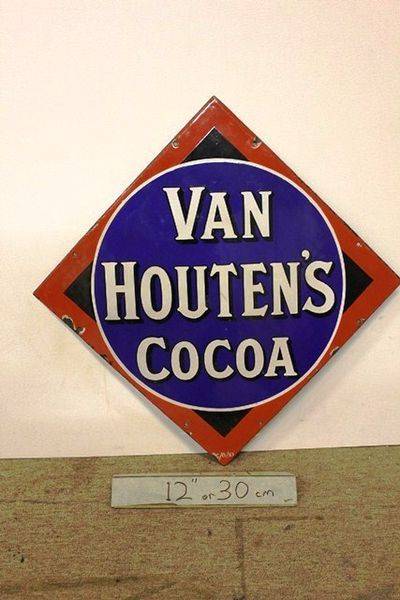 VAN
HOUTEN'S
COCOA
12" or 30 cm